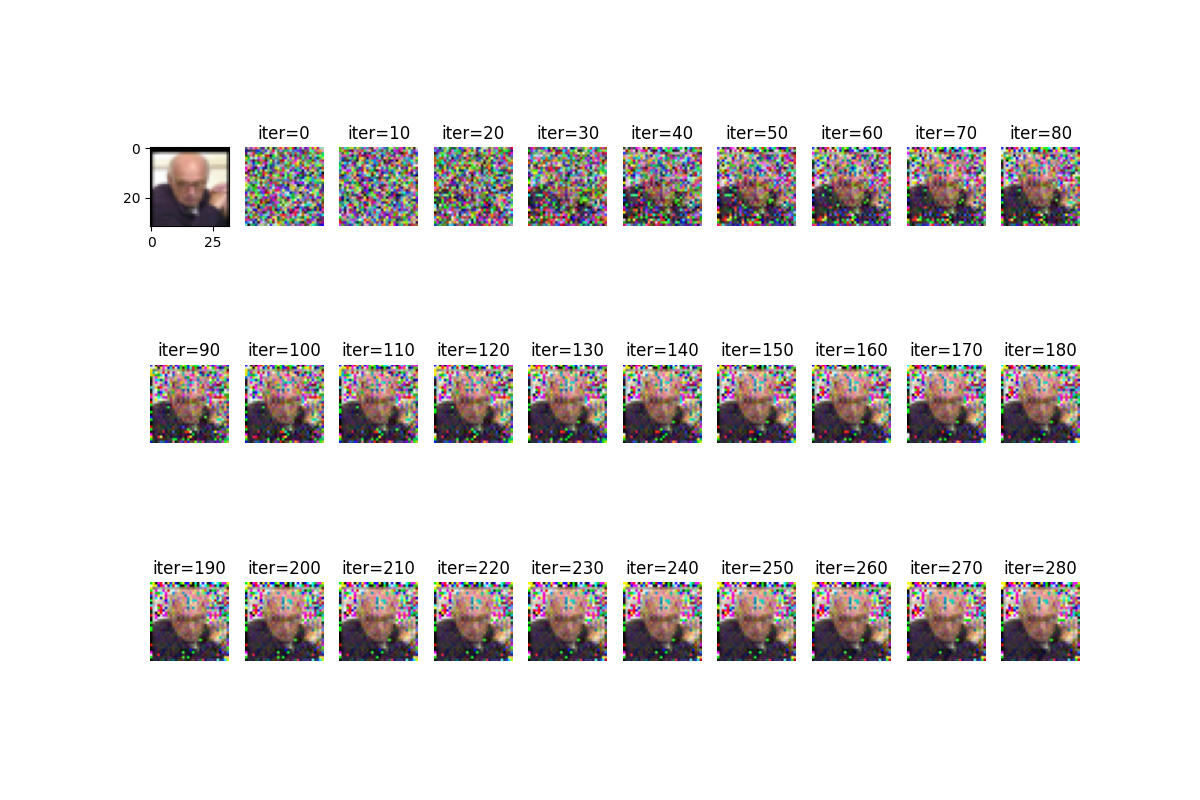 iter=0 iter=10 iter=20 iter=30 iter=40 iter=50 iter=60 iter=70 iter=80
0
20
0 25
iter=90 iter=100 iter=110 iter=120 iter=130 iter=140 iter=150 iter=160 iter=170 iter=180
iter=190 iter=200 iter=210 iter=220 iter=230 iter=240 iter=250 iter=260 iter=270 iter=280